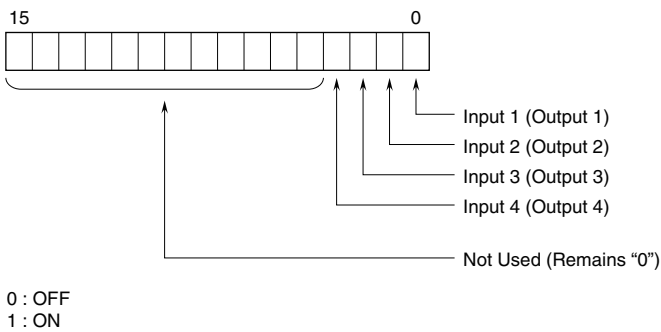 15 0
Input 1 (Output 1)
Input 2 (Output 2)
Input 3 (Output 3)
Input 4 (Output 4)
Not Used (Remains “0”)
0 : OFF
1 : ON